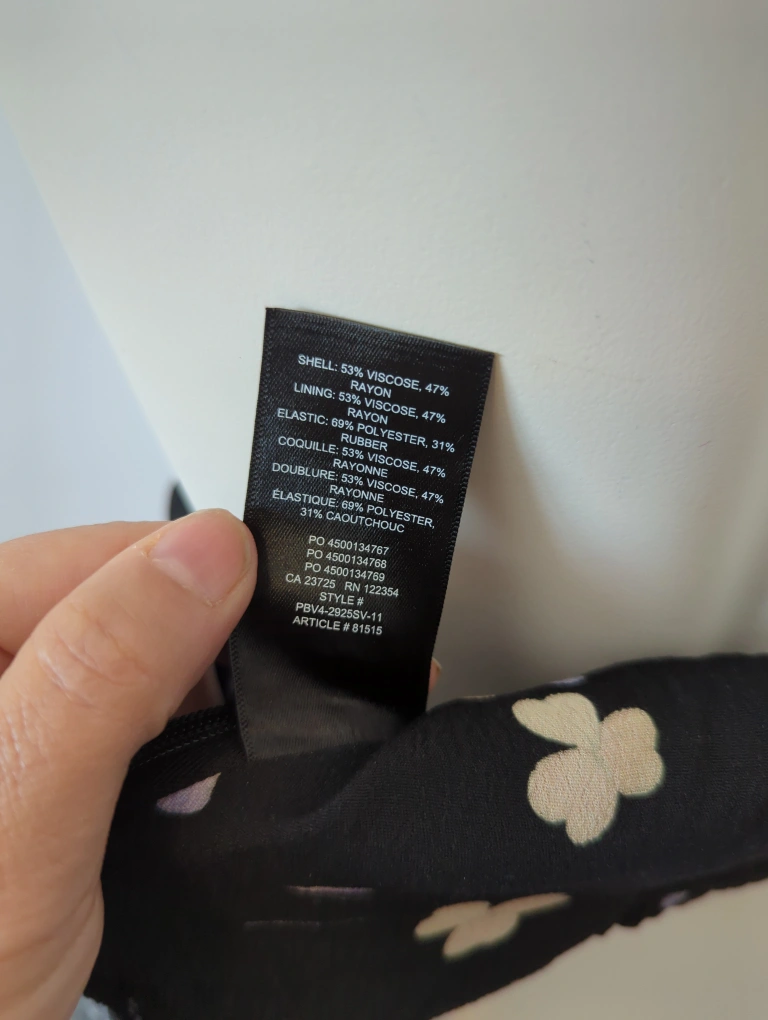 SHELL: 53% VISCOSE, 47%
RAYON
LINING: 53% VISCOSE, 47%
RAYON
ELASTIC: 69% POLYESTER, 31%
RUBBER
COQUILLE: 53% VISCOSE, 47%
RAYONNE
DOUBLURE: 53% VISCOSE, 47%
RAYONNE
ÉLASTIQUE: 69% POLYESTER,
31% CAOUTCHOUC
PO 4500134767
PO 4500134768
PO 4500134769
CA 23725 RN 122354
STYLE #
PBV4-2925SV-11
ARTICLE # 81515